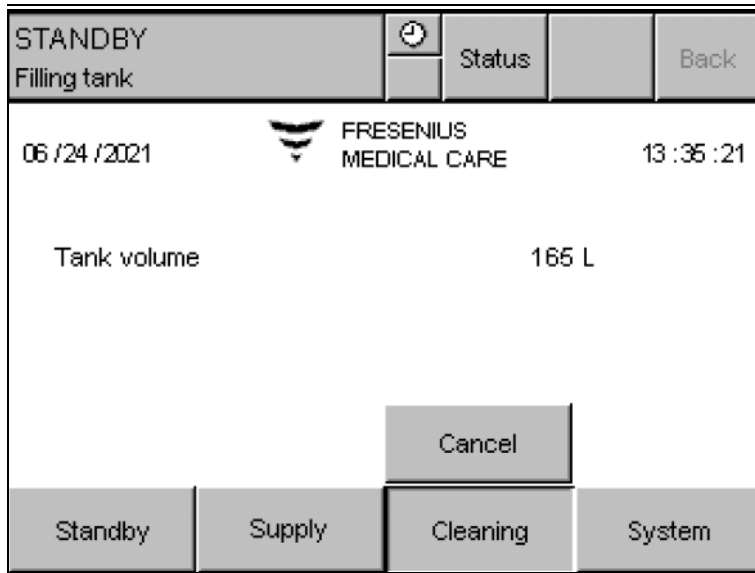 STANDBY
Filling tank
Status
Back
06 /24 /2021
FRESENIUS
MEDICAL CARE
13 :35 :21
Tank volume
165 L
Cancel
Standby
Supply
Cleaning
System